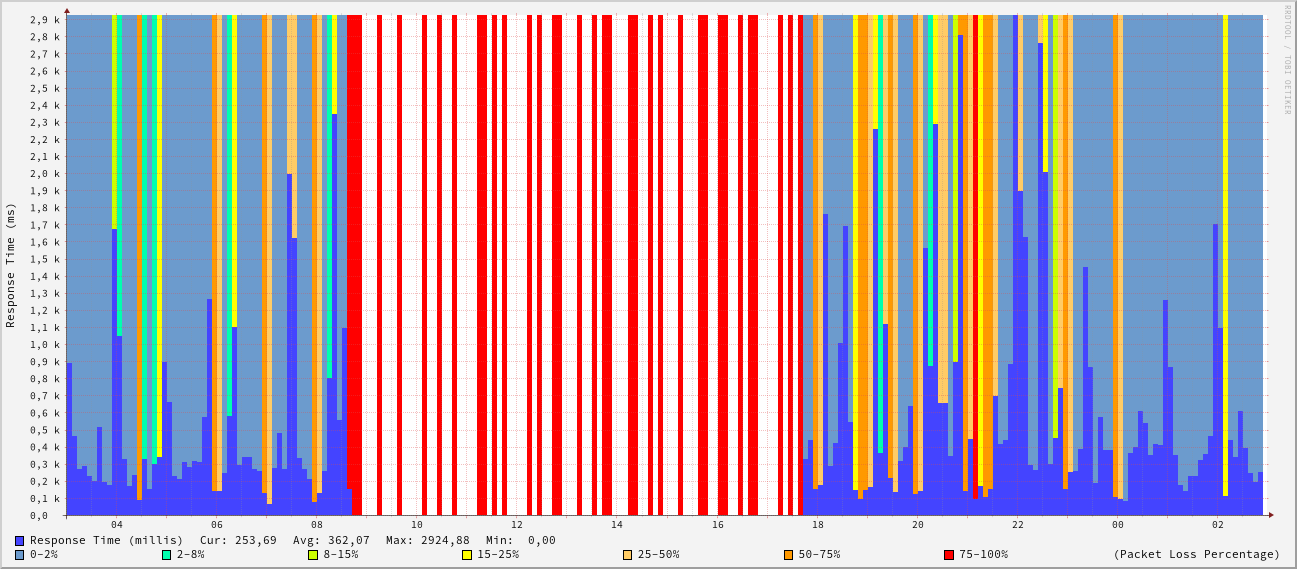 RRDTOOL / TOBI OETIKER
Response Time (ms)
2,9 k
2,8 k
2,7 k
2,6 k
2,5 k
2,4 k
2,3 k
2,2 k
2,1 k
2,0 k
1,9 k
1,8 k
1,7 k
1,6 k
1,5 k
1,4 k
1,3 k
1,2 k
1,1 k
1,0 k
0,9 k
0,8 k
0,7 k
0,6 k
0,5 k
0,4 k
0,3 k
0,2 k
0,1 k
0,0
04 06 08 10 12 14 16 18 20 22 00 02
Response Time (millis) Cur: 253,69 Avg: 362,07 Max: 2924,88 Min: 0,00
0-2% 2-8% 8-15% 15-25% 25-50% 50-75% 75-100% (Packet Loss Percentage)